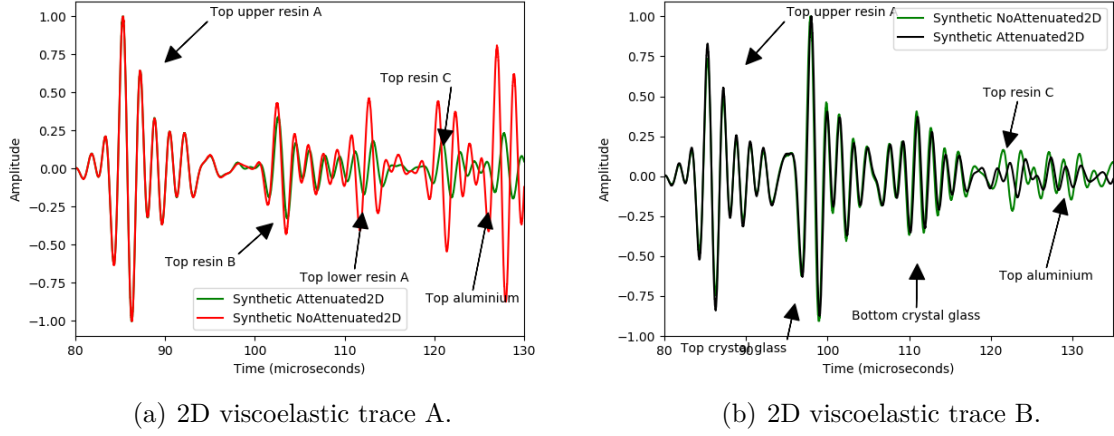 Top upper resin A
Top resin C
Top resin B
Top lower resin A
Top aluminium
Synthetic Attenuated2D
Synthetic NoAttenuated2D
Amplitude
1.00
0.75
0.50
0.25
0.00
−0.25
−0.50
−0.75
−1.00
80 90 100 110 120 130
Time (microseconds)
(a) 2D viscoelastic trace A.
Top upper resin A
Synthetic NoAttenuated2D
Synthetic Attenuated2D
Top resin C
Top aluminium
Bottom crystal glass
Top crystal glass
Amplitude
1.00
0.75
0.50
0.25
0.00
−0.25
−0.50
−0.75
−1.00
80 90 100 110 120 130
Time (microseconds)
(b) 2D viscoelastic trace B.